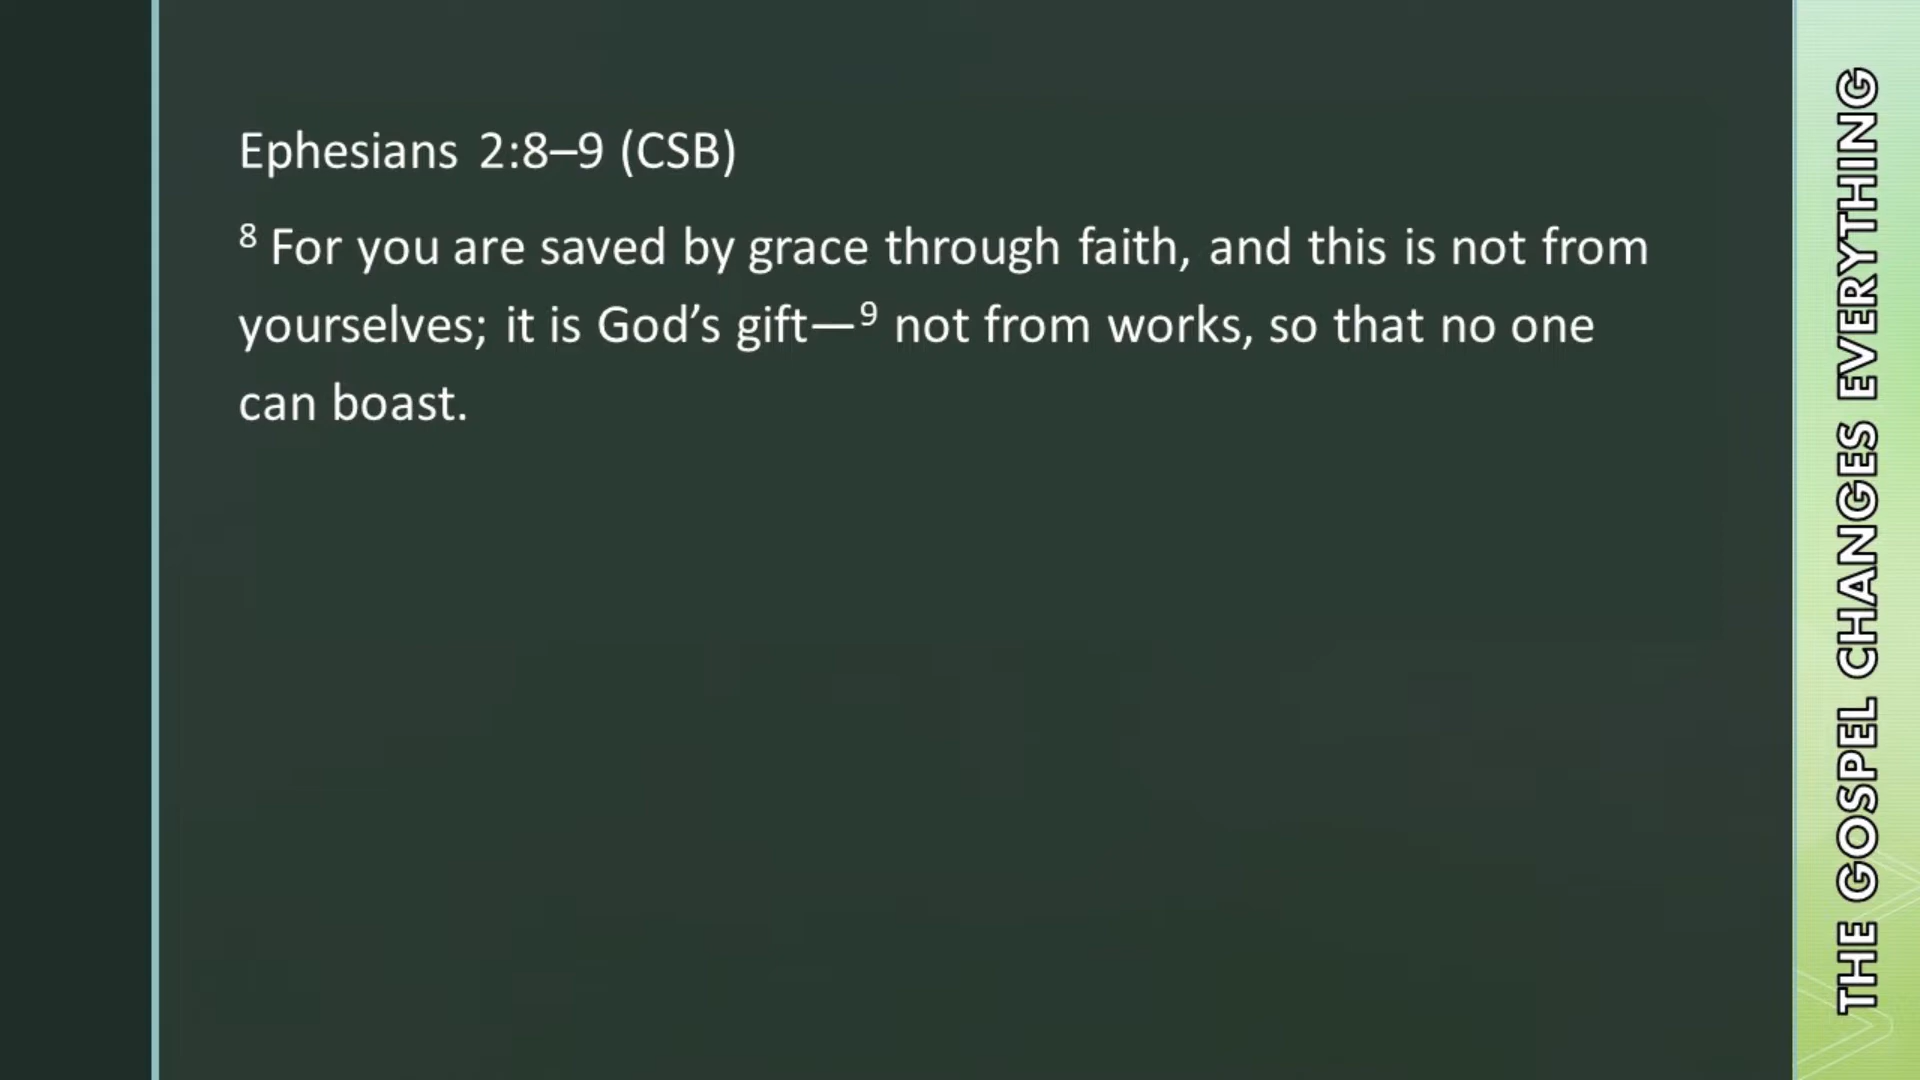 Ephesians 2:8–9 (CSB)
⁸ For you are saved by grace through faith, and this is not from
yourselves; it is God’s gift—⁹ not from works, so that no one
can boast.
THE GOSPEL CHANGES EVERYTHING